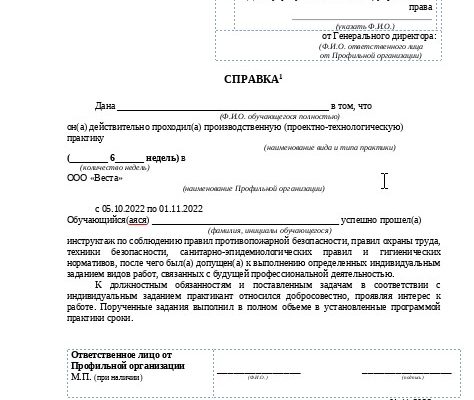 права
(указать Ф.И.О.)
от Генерального директора:
(Ф.И.О. ответственного лица
от Профильной организации)
СПРАВКА¹
Дана ______ в том, что
(Ф.И.О. обучающегося полностью)
он(а) действительно проходил(а) производственную (проектно-технологическую)
практику
(наименование вида и типа практики)
(______ 6______ недель) в
(количество недель)
ООО «Веста»
(наименование Профильной организации)
с 05.10.2022 по 01.11.2022
Обучающийся(аяся) ______ успешно прошел(а)
(фамилия, инициалы обучающегося)
инструктаж по соблюдению правил противопожарной безопасности, правил охраны труда,
техники безопасности, санитарно-эпидемиологических правил и гигиенических
нормативов, после чего был(а) допущен(а) к выполнению определенных индивидуальным
заданием видов работ, связанных с будущей профессиональной деятельностью.
К должностным обязанностям и поставленным задачам в соответствии с
индивидуальным заданием практикант относился добросовестно, проявляя интерес к
работе. Порученные задания выполнил в полном объеме в установленные программой
практики сроки.
Ответственное лицо от
Профильной организации
М.П. (при наличии)
(Ф.И.О.)
(подпись)